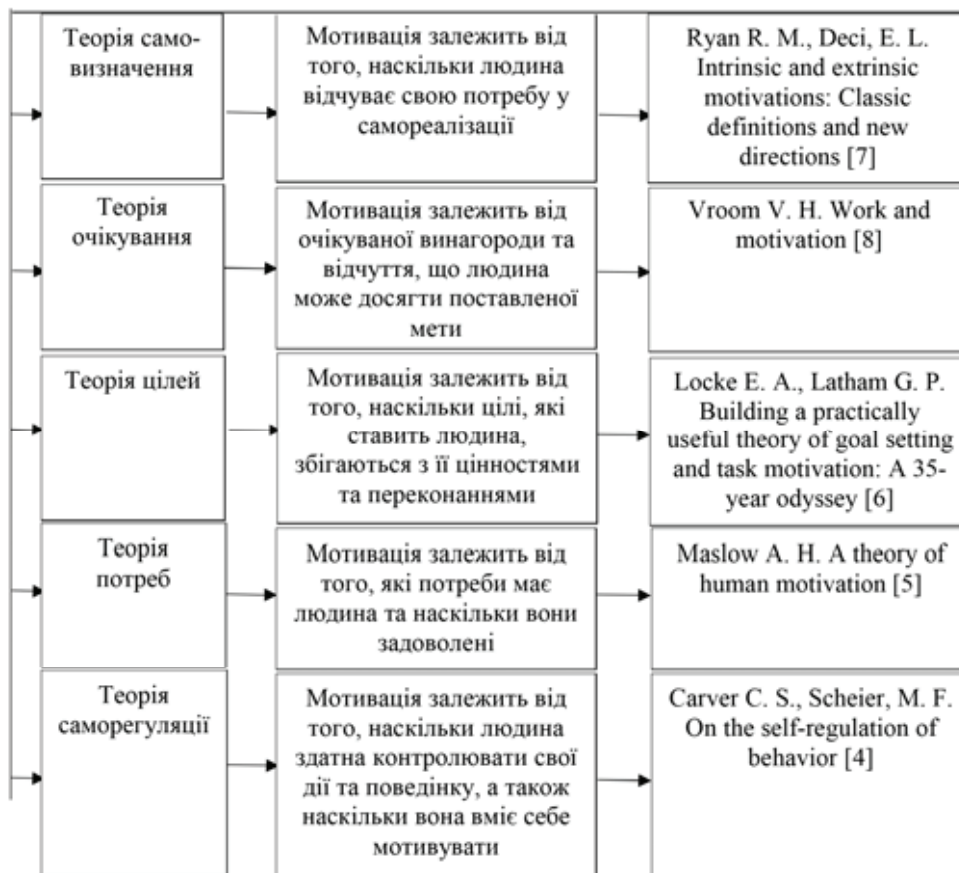 Теорія само-
визначення
Мотивація залежить від
того, наскільки людина
відчуває свою потребу у
самореалізації
Ryan R. M., Deci, E. L.
Intrinsic and extrinsic
motivations: Classic
definitions and new
directions [7]
Теорія
очікування
Мотивація залежить від
очікуваної винагороди та
відчуття, що людина
може досягти поставленої
мети
Vroom V. H. Work and
motivation [8]
Теорія цілей
Мотивація залежить від
того, наскільки цілі, які
ставить людина,
збігаються з її цінностями
та переконаннями
Locke E. A., Latham G. P.
Building a practically
useful theory of goal setting
and task motivation: A 35-
year odyssey [6]
Теорія
потреб
Мотивація залежить від
того, які потреби має
людина та наскільки вони
задоволені
Maslow A. H. A theory of
human motivation [5]
Теорія
саморегуляції
Мотивація залежить від
того, наскільки людина
здатна контролювати свої
дії та поведінку, а також
наскільки вона вміє себе
мотивувати
Carver C. S., Scheier, M. F.
On the self-regulation of
behavior [4]